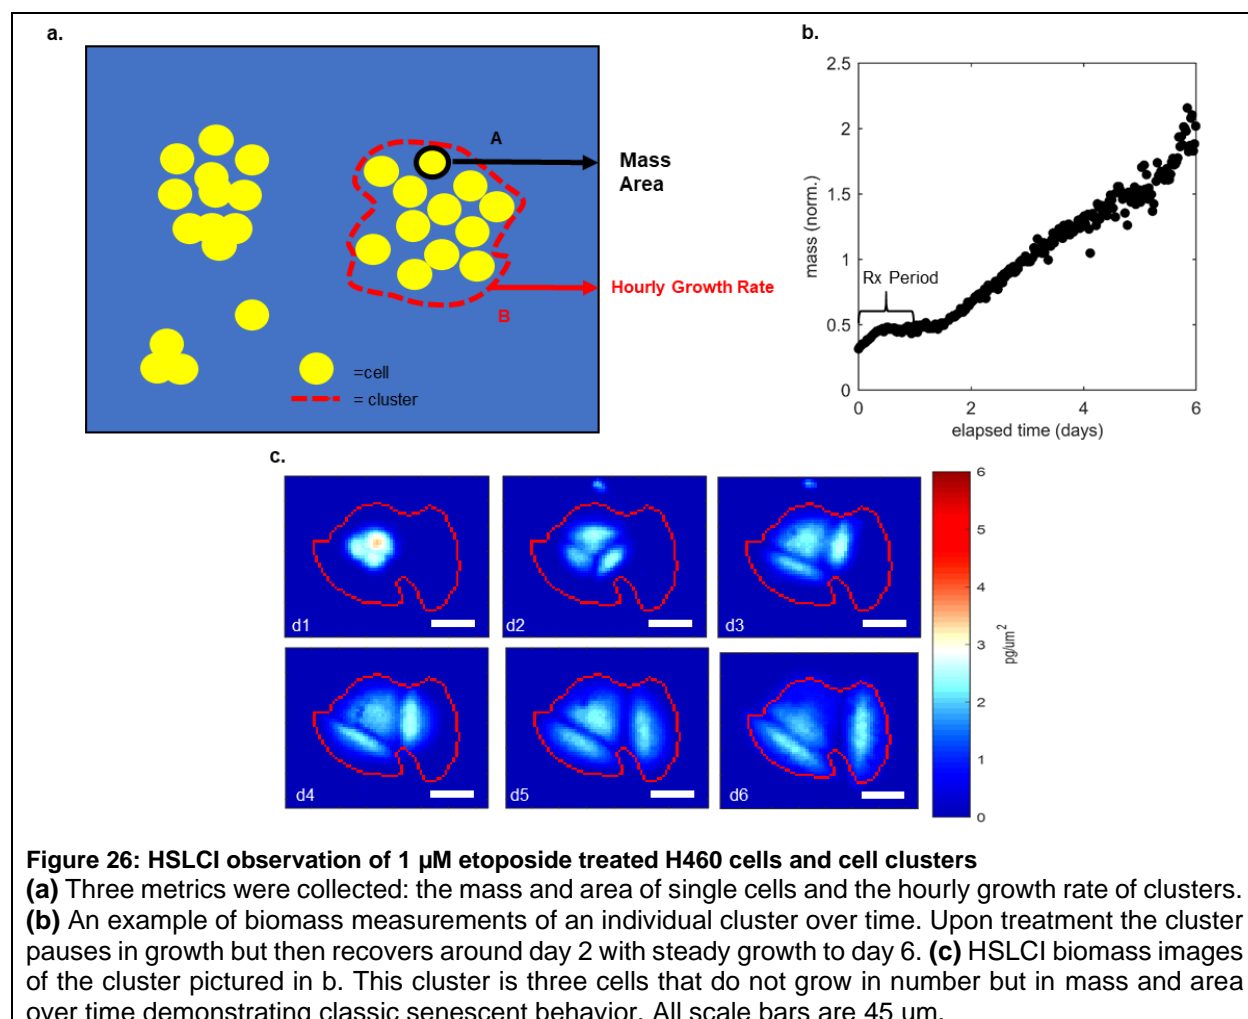 a.
b.
A
Mass
Area
Hourly Growth Rate
B
=cell
= cluster
2.5
2
1.5
1
0.5
0
mass (norm.)
Rx Period
0
2
4
6
elapsed time (days)
c.
d1
d2
d3
d4
d5
d6
6
5
4
3
2
1
0
pg/um²
Figure 26: HSLCI observation of 1 µM etoposide treated H460 cells and cell clusters
(a) Three metrics were collected: the mass and area of single cells and the hourly growth rate of clusters.
(b) An example of biomass measurements of an individual cluster over time. Upon treatment the cluster
pauses in growth but then recovers around day 2 with steady growth to day 6. (c) HSLCI biomass images
of the cluster pictured in b. This cluster is three cells that do not grow in number but in mass and area
over time demonstrating classic senescent behavior. All scale bars are 45 um.